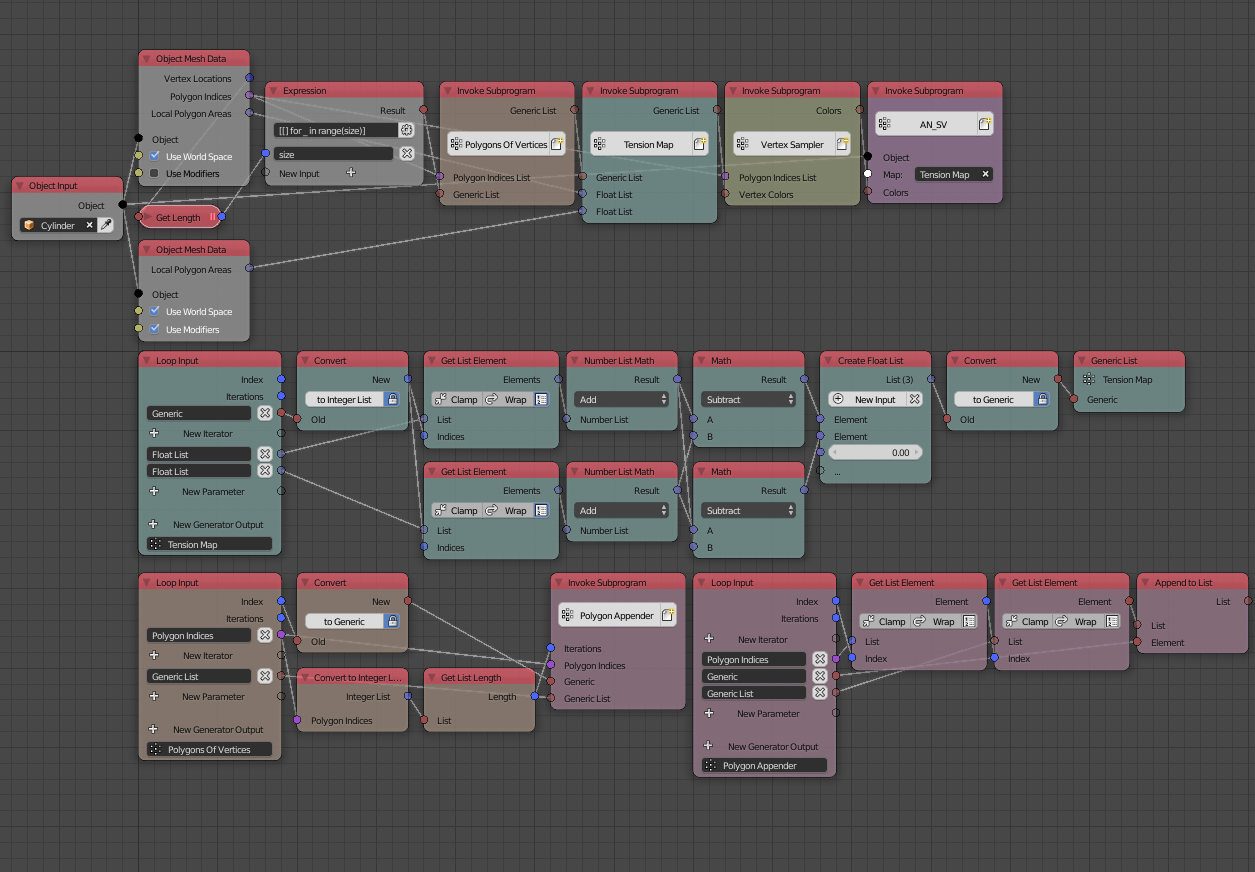 Object Mesh Data
Vertex Locations
Polygon Indices
Local Polygon Areas
Object
Use World Space
Use Modifiers
Expression
Result
[[] for _ in range(size)]
size
New Input
Invoke Subprogram
Generic List
Polygons Of Vertices
Polygon Indices List
Generic List
Invoke Subprogram
Generic List
Tension Map
Generic List
Float List
Float List
Invoke Subprogram
Colors
Vertex Sampler
Polygon Indices List
Vertex Colors
Invoke Subprogram
AN_SV
Object
Map:
Tension Map
Colors
Object Input
Object
Cylinder
Get Length
Object Mesh Data
Local Polygon Areas
Object
Use World Space
Use Modifiers
Loop Input
Index
Iterations
Generic
New Iterator
Float List
Float List
New Parameter
New Generator Output
Tension Map
Convert
New
to Integer List
Old
Get List Element
Elements
Clamp
Wrap
List
Indices
Number List Math
Result
Add
Number List
Math
Result
Subtract
A
B
Create Float List
List (3)
New Input
Element
Element
0.00
...
Convert
New
to Generic
Old
Generic List
Tension Map
Generic
Get List Element
Elements
Clamp
Wrap
List
Indices
Number List Math
Result
Add
Number List
Math
Result
Subtract
A
B
Loop Input
Index
Iterations
Polygon Indices
New Iterator
Generic List
New Parameter
New Generator Output
Polygons Of Vertices
Convert
New
to Generic
Old
Convert to Integer L...
Integer List
Polygon Indices
Get List Length
Length
List
Invoke Subprogram
Polygon Appender
Iterations
Polygon Indices
Generic
Generic List
Loop Input
Index
Iterations
New Iterator
Polygon Indices
Generic
Generic List
New Parameter
New Generator Output
Polygon Appender
Get List Element
Element
Clamp
Wrap
List
Index
Get List Element
Element
Clamp
Wrap
List
Index
Append to List
List
List
Element